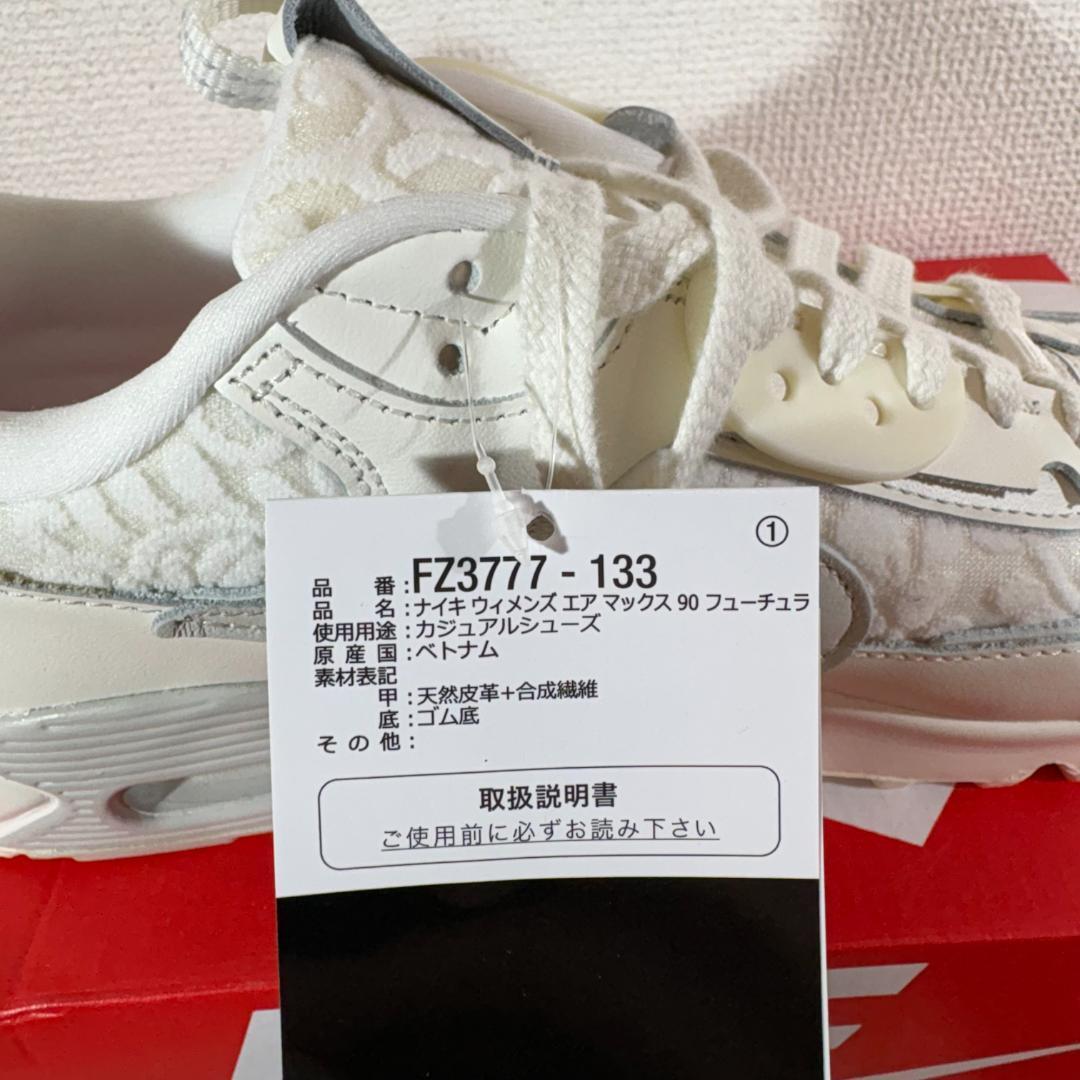 ①
品番:FZ3777-133
品名:ナイキ ウィメンズ エア マックス 90 フューチュラ
使用用途:カジュアルシューズ
原産国:ベトナム
素材表記
甲:天然皮革+合成繊維
底:ゴム底
その他:
取扱説明書
ご使用前に必ずお読み下さい